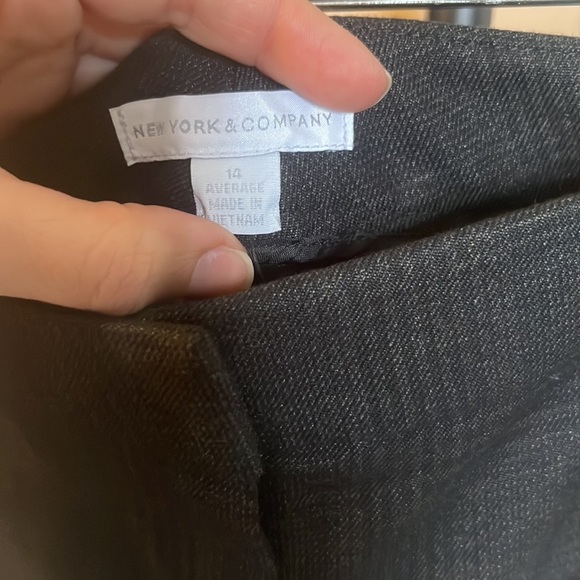 NEW YORK & COMPANY
14
AVERAGE
MADE IN
VIETNAM